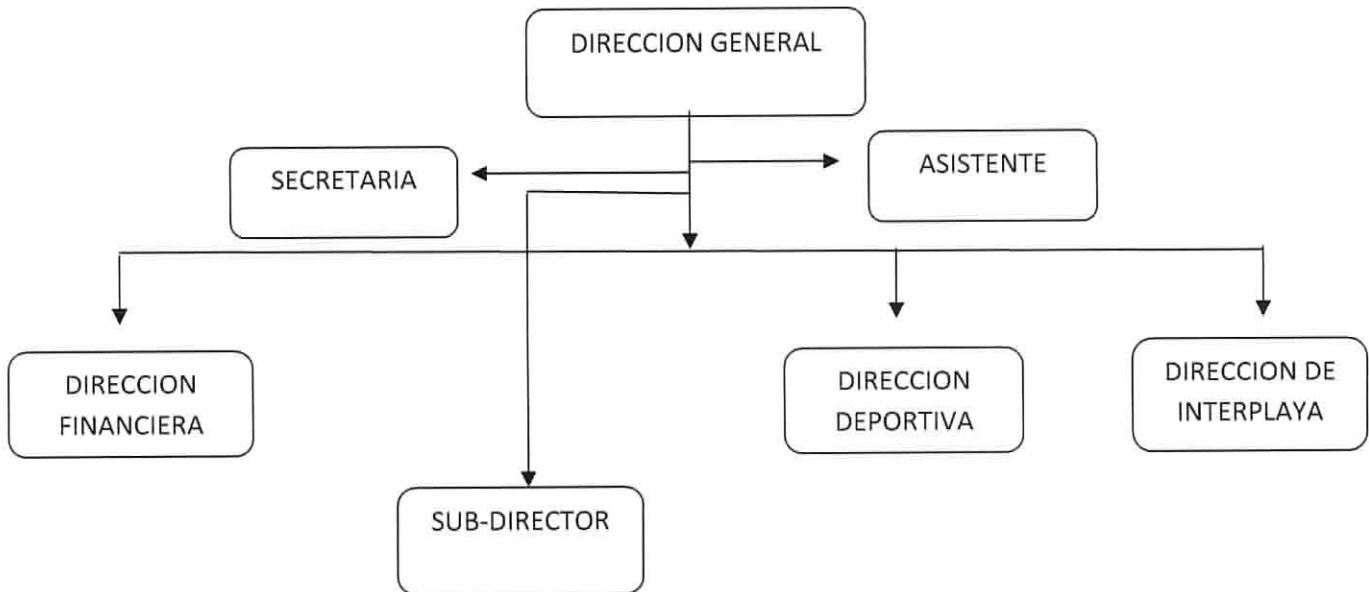 DIRECCION GENERAL
SECRETARIA
ASISTENTE
DIRECCION
FINANCIERA
DIRECCION
DEPORTIVA
DIRECCION DE
INTERPLAYA
SUB-DIRECTOR